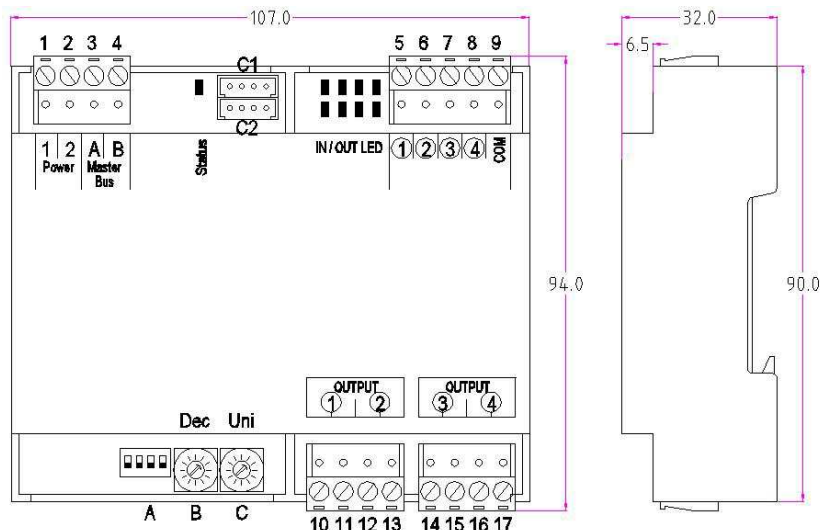 107.0
32.0
6.5
1 2 3 4
5 6 7 8 9
C1
C2
1 2 A B
Power Master Bus
Status
IN / OUT LED
1 2 3 4 COM
94.0
90.0
OUTPUT
1 2
OUTPUT
3 4
Dec Uni
A B C
10 11 12 13
14 15 16 17